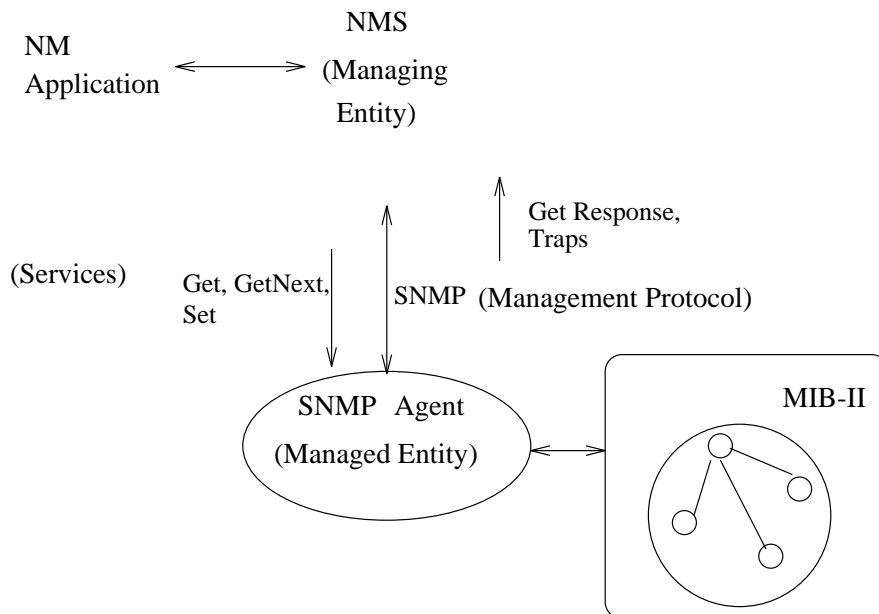 NM
Application
NMS
(Managing
Entity)
Get Response,
Traps
(Services)
Get, GetNext,
Set
SNMP (Management Protocol)
SNMP Agent
(Managed Entity)
MIB-II